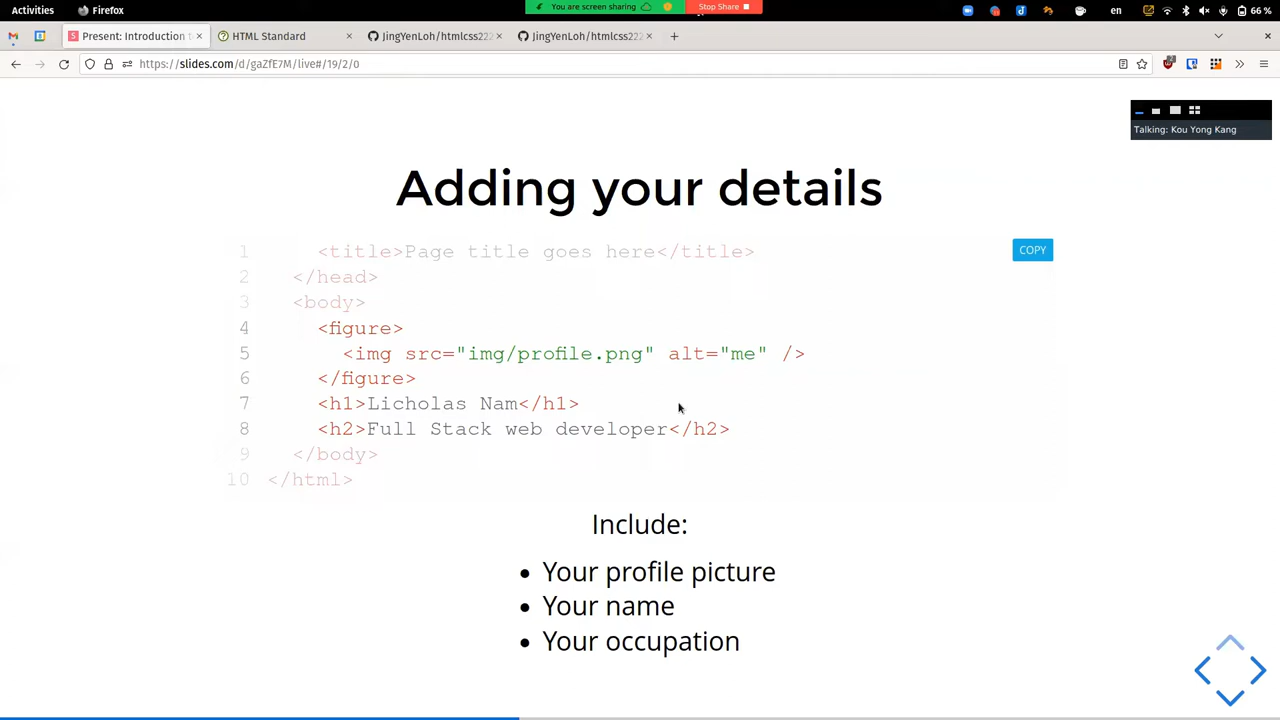 Activities
Firefox
You are screen sharing
Stop Share
en
66 %
Present: Introduction t
HTML Standard
JingYenLoh/htmlcss222
JingYenLoh/htmlcss222
https://slides.com/d/gaZfE7M/live#/19/2/0
Talking: Kou Yong Kang
Adding your details
COPY
1 <title>Page title goes here</title>
2 </head>
3 <body>
4 <figure>
5 <img src="img/profile.png" alt="me" />
6 </figure>
7 <h1>Licholas Nam</h1>
8 <h2>Full Stack web developer</h2>
9 </body>
10 </html>
Include:
• Your profile picture
• Your name
• Your occupation